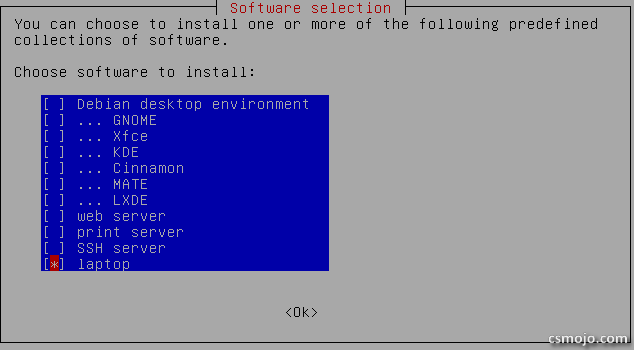 Software selection
You can choose to install one or more of the following predefined
collections of software.
Choose software to install:
[ ] Debian desktop environment
[ ] ... GNOME
[ ] ... Xfce
[ ] ... KDE
[ ] ... Cinnamon
[ ] ... MATE
[ ] ... LXDE
[ ] web server
[ ] print server
[ ] SSH server
[*] laptop
<Ok>
csmojo.com